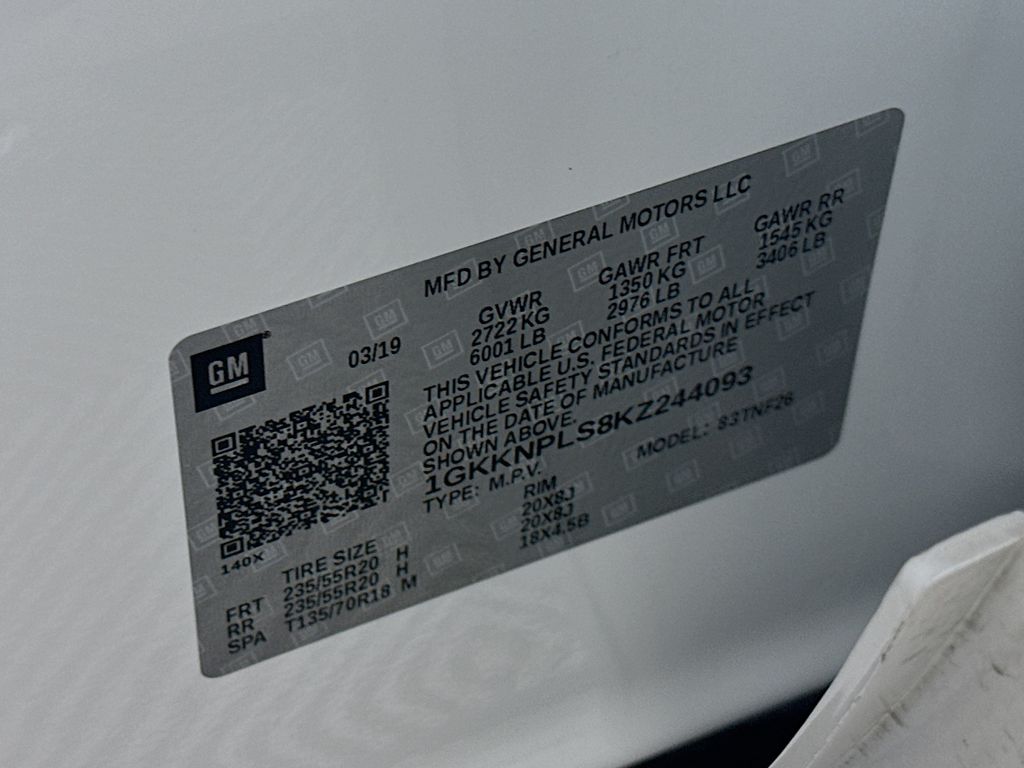 MFD BY GENERAL MOTORS LLC
GM
03/19
GVWR GAWR FRT GAWR RR
2722 KG 1350 KG 1545 KG
6001 LB 2976 LB 3406 LB
THIS VEHICLE CONFORMS TO ALL
APPLICABLE U.S. FEDERAL MOTOR
VEHICLE SAFETY STANDARDS IN EFFECT
ON THE DATE OF MANUFACTURE
SHOWN ABOVE.
1GKKNPLS8KZ244093
TYPE: M.P.V. MODEL: 83TNF26
140X
TIRE SIZE RIM
FRT 235/55R20 H 20X8J
RR 235/55R20 H 20X8J
SPA T135/70R18 M 18X4.5B